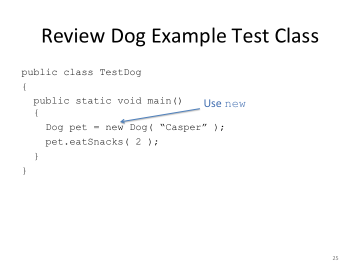 Review Dog Example Test Class
public class TestDog
{
public static void main()
{
Use new
Dog pet = new Dog( “Casper” );
pet.eatSnacks( 2 );
}
}
25